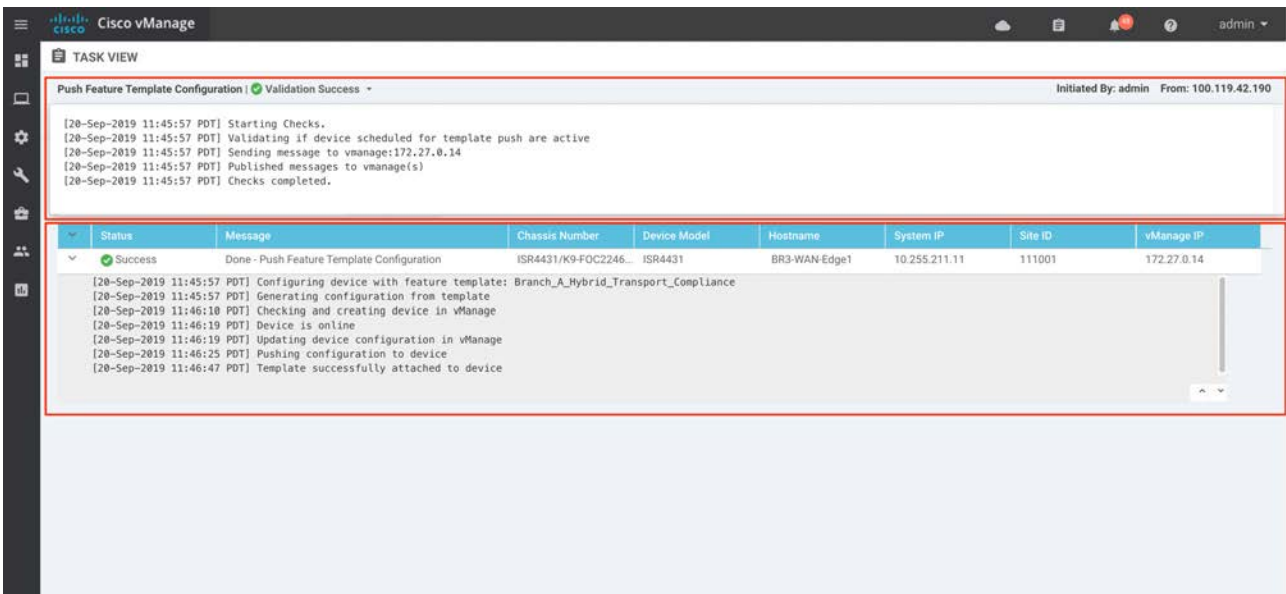 CISCO Cisco vManage admin
TASK VIEW
Push Feature Template Configuration | Validation Success Initiated By: admin From: 100.119.42.190
[20-Sep-2019 11:45:57 PDT] Starting Checks.
[20-Sep-2019 11:45:57 PDT] Validating if device scheduled for template push are active
[20-Sep-2019 11:45:57 PDT] Sending message to vmanage:172.27.0.14
[20-Sep-2019 11:45:57 PDT] Published messages to vmanage(s)
[20-Sep-2019 11:45:57 PDT] Checks completed.
Status Message Chassis Number Device Model Hostname System IP Site ID vManage IP
Success Done - Push Feature Template Configuration ISR4431/K9-FOC2246... ISR4431 BR3-WAN-Edge1 10.255.211.11 111001 172.27.0.14
[20-Sep-2019 11:45:57 PDT] Configuring device with feature template: Branch_A_Hybrid_Transport_Compliance
[20-Sep-2019 11:45:57 PDT] Generating configuration from template
[20-Sep-2019 11:46:10 PDT] Checking and creating device in vManage
[20-Sep-2019 11:46:19 PDT] Device is online
[20-Sep-2019 11:46:19 PDT] Updating device configuration in vManage
[20-Sep-2019 11:46:25 PDT] Pushing configuration to device
[20-Sep-2019 11:46:47 PDT] Template successfully attached to device